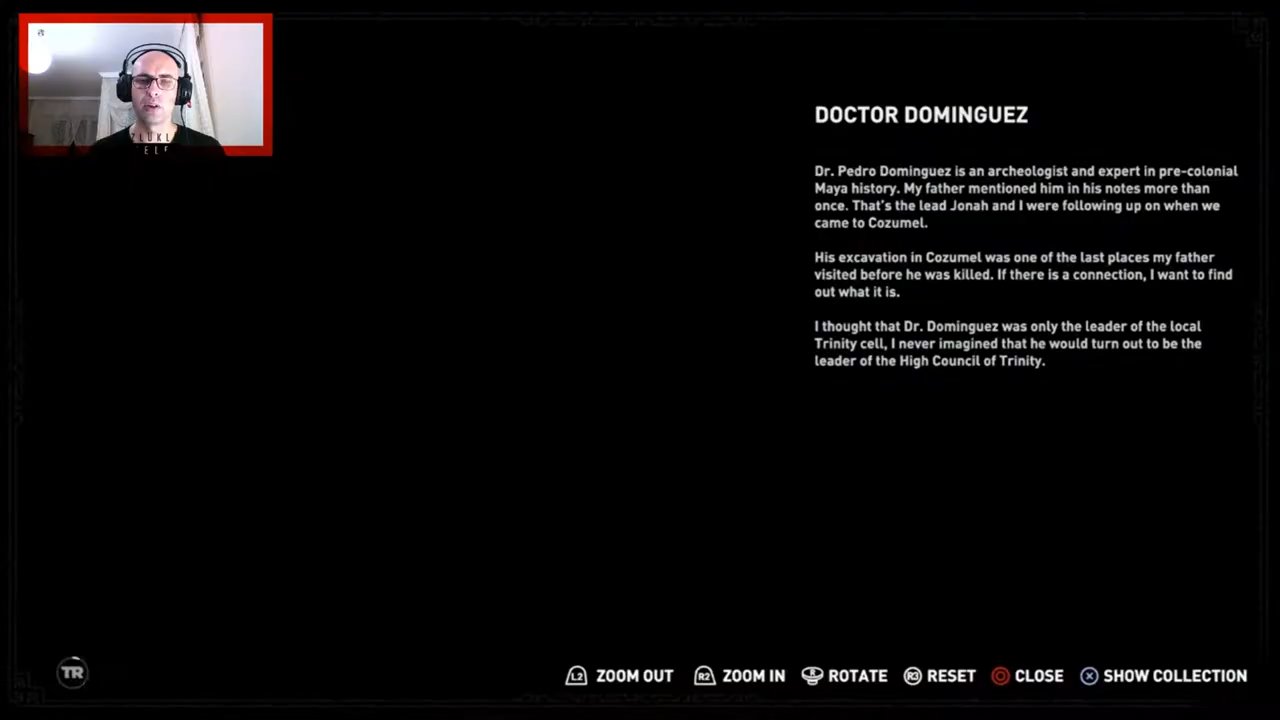 DOCTOR DOMINGUEZ
Dr. Pedro Dominguez is an archeologist and expert in pre-colonial
Maya history. My father mentioned him in his notes more than
once. That's the lead Jonah and I were following up on when we
came to Cozumel.
His excavation in Cozumel was one of the last places my father
visited before he was killed. If there is a connection, I want to find
out what it is.
I thought that Dr. Dominguez was only the leader of the local
Trinity cell, I never imagined that he would turn out to be the
leader of the High Council of Trinity.
TR
L2 ZOOM OUT R2 ZOOM IN R ROTATE R3 RESET CLOSE SHOW COLLECTION